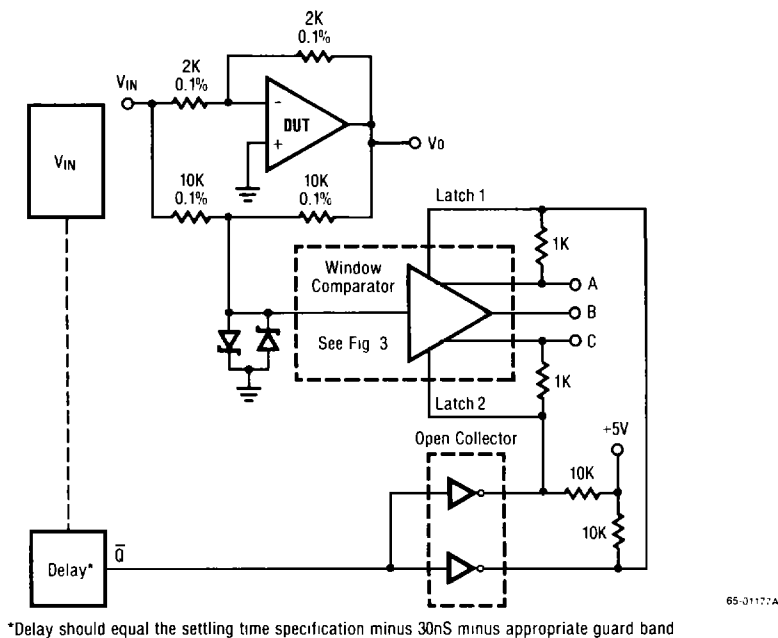 2K
0.1%
2K
0.1%
VIN
-
DUT
+
Vo
VIN
10K
0.1%
10K
0.1%
Latch 1
1K
Window
Comparator
See Fig 3
A
B
C
1K
Latch 2
+5V
Open Collector
10K
10K
Delay*
Q̅
65-01177A
*Delay should equal the settling time specification minus 30nS minus appropriate guard band